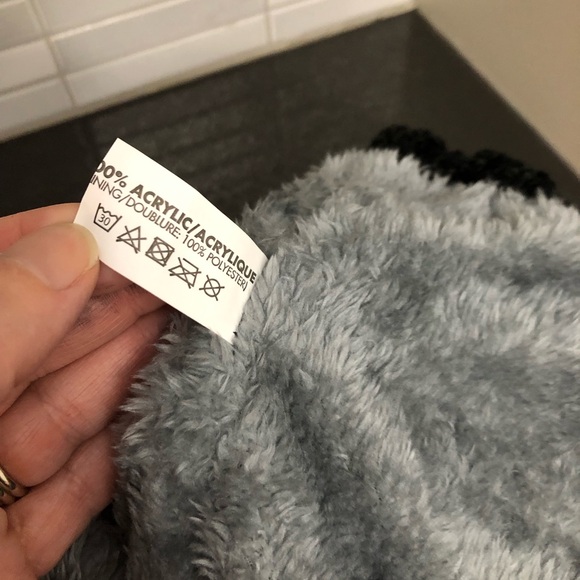 00% ACRYLIC/ACRYLIQUE
INING/DOUBLURE: 100% POLYESTER)
30